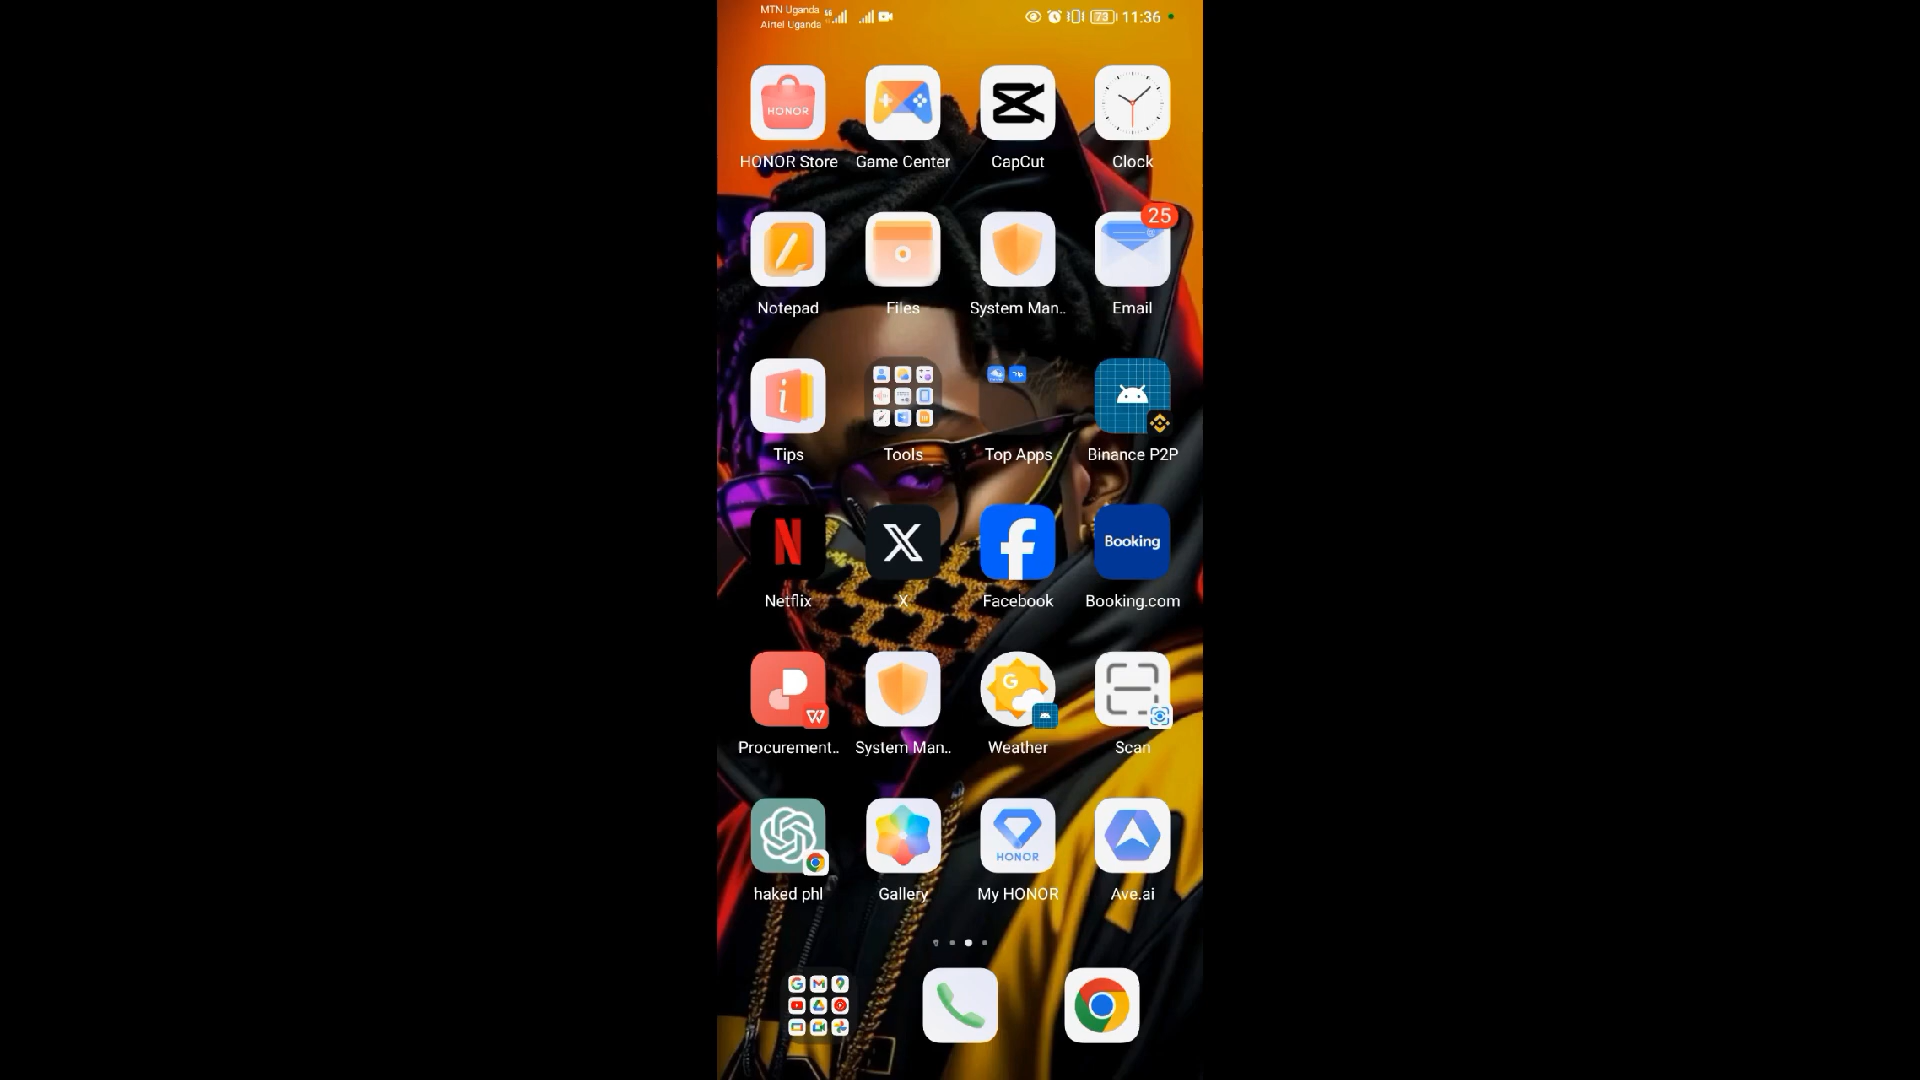 MTN Uganda
Airtel Uganda
73
11:36
HONOR
HONOR Store
Game Center
CapCut
Clock
25
Notepad
Files
System Man..
Email
Tips
Tools
Top Apps
Binance P2P
Booking
Netflix
X
Facebook
Booking.com
Procurement..
System Man..
Weather
Scan
HONOR
haked phl
Gallery
My HONOR
Ave.ai